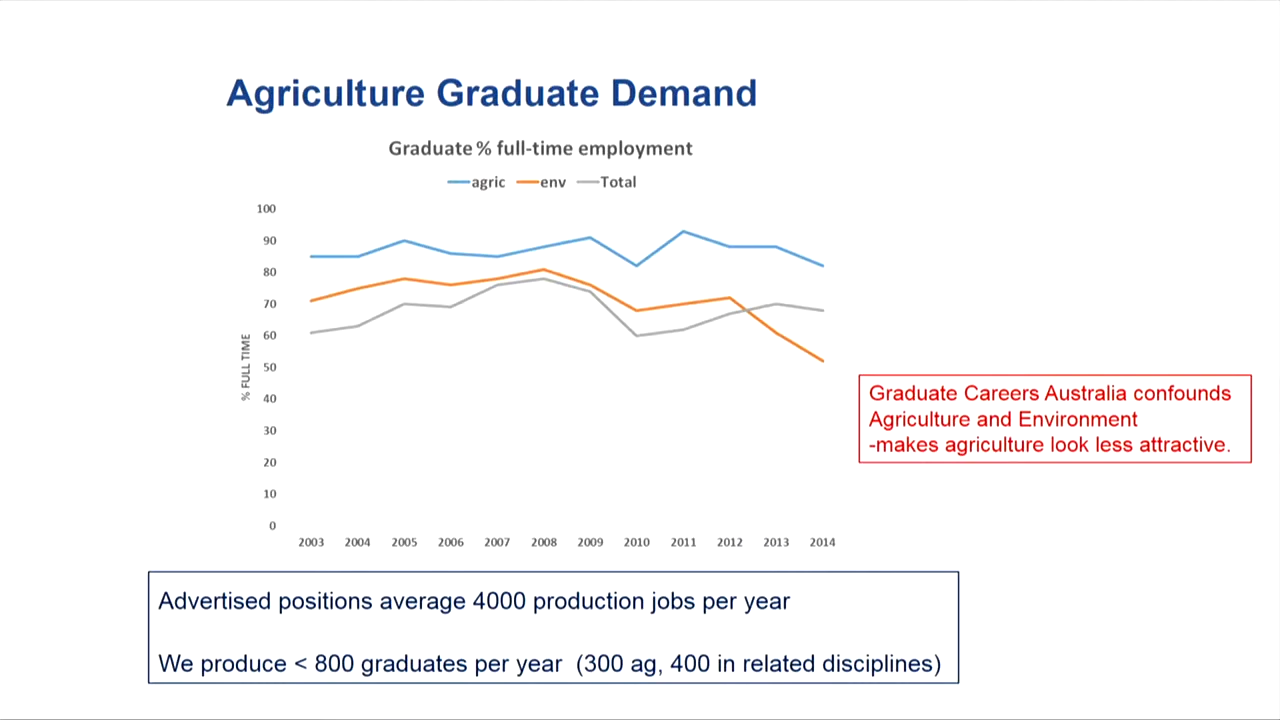 Agriculture Graduate Demand
Graduate % full-time employment
agric env Total
100
90
80
70
60
50
40
30
20
10
0
% FULL TIME
2003 2004 2005 2006 2007 2008 2009 2010 2011 2012 2013 2014
Graduate Careers Australia confounds
Agriculture and Environment
-makes agriculture look less attractive.
Advertised positions average 4000 production jobs per year
We produce < 800 graduates per year (300 ag, 400 in related disciplines)